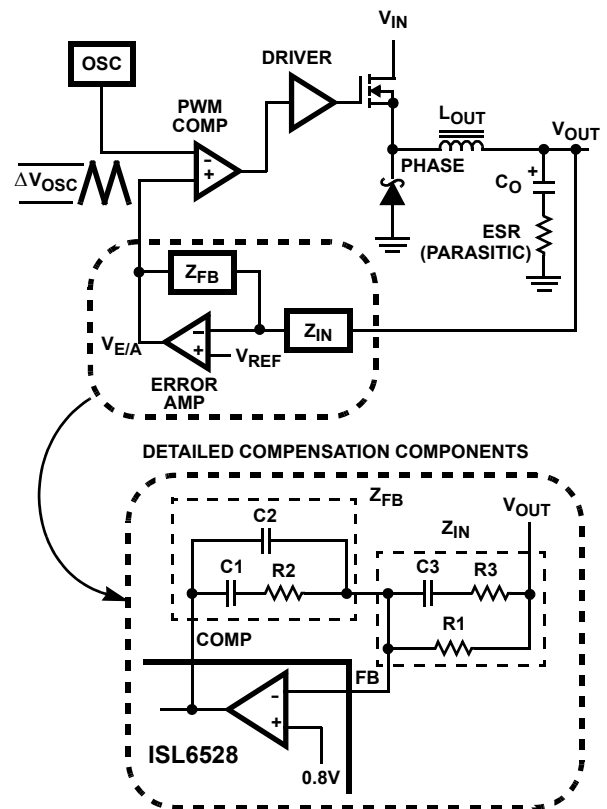 V_IN
OSC
DRIVER
PWM
COMP
L_OUT
V_OUT
PHASE
ΔV_OSC
C_O
+
ESR
(PARASITIC)
-
+
Z_FB
Z_IN
V_E/A
-
+
V_REF
ERROR
AMP
DETAILED COMPENSATION COMPONENTS
Z_FB
V_OUT
C2
Z_IN
C1 R2
C3 R3
R1
COMP
FB
-
+
ISL6528
0.8V